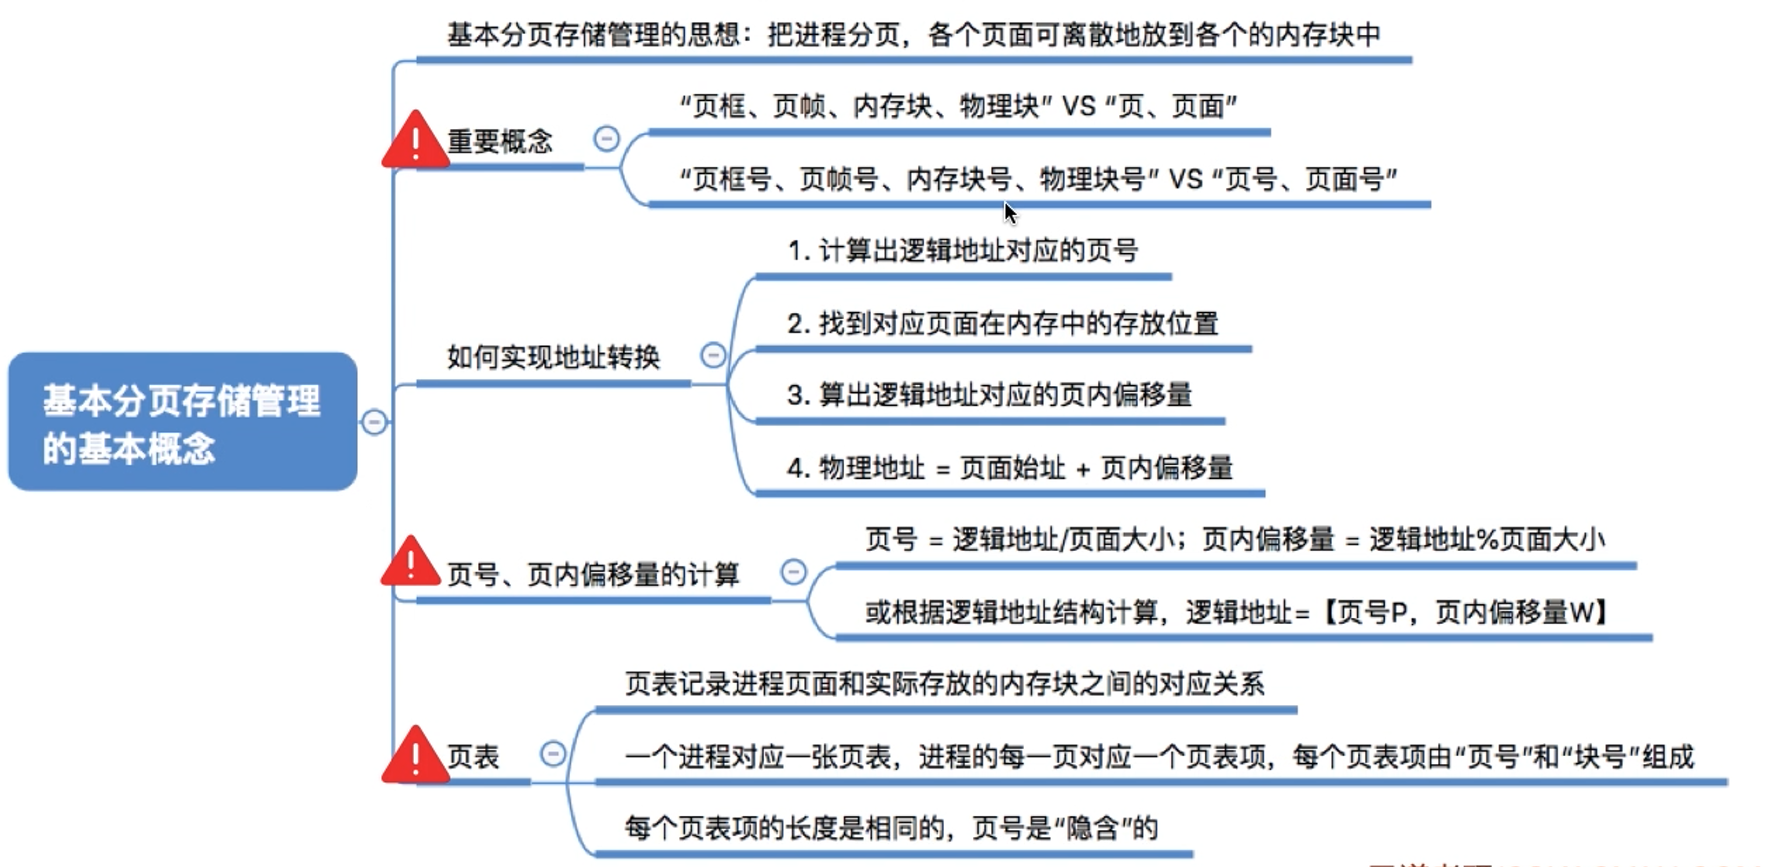 基本分页存储管理的思想：把进程分页，各个页面可离散地放到各个的内存块中
重要概念
“页框、页帧、内存块、物理块” VS “页、页面”
“页框号、页帧号、内存块号、物理块号” VS “页号、页面号”
基本分页存储管理
的基本概念
如何实现地址转换
1. 计算出逻辑地址对应的页号
2. 找到对应页面在内存中的存放位置
3. 算出逻辑地址对应的页内偏移量
4. 物理地址 = 页面始址 + 页内偏移量
页号、页内偏移量的计算
页号 = 逻辑地址/页面大小；页内偏移量 = 逻辑地址%页面大小
或根据逻辑地址结构计算，逻辑地址=【页号P，页内偏移量W】
页表
页表记录进程页面和实际存放的内存块之间的对应关系
一个进程对应一张页表，进程的每一页对应一个页表项，每个页表项由“页号”和“块号”组成
每个页表项的长度是相同的，页号是“隐含”的